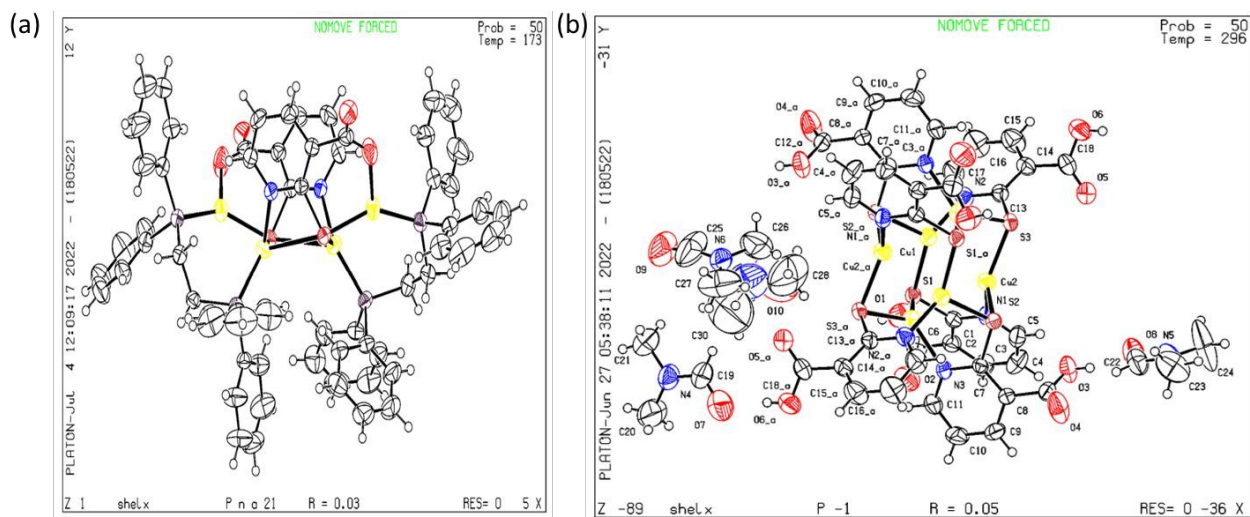 (a)
NOMOVE FORCED
Prob = 50
Temp = 173
12 Y
PLATON-Jul 4 12:09:17 2022 - (180522)
Z 1 shelx P n a 21 R = 0.03 RES= 0 5 X
(b)
NOMOVE FORCED
Prob = 50
Temp = 296
-31 Y
PLATON-Jun 27 05:38:11 2022 - (180522)
C10_a
O4_a
C9_a
C8_a
C11_a
C15
O6
C12_a
C7_a
C3_a
C18
C14
C16
C4_a
C17
O3_a
N2
O5
C5_a
C13
C25
N6
C26
S2_a
N1_a
S3
S1_a
Cu1
O9
Cu2_a
C28
C27
S1
Cu2
O1
N1
O10
S2
C30
S3_a
C6
C5
C21
C13_a
C2
C1
C3
O8
N5
N2_a
C4
O5_a
C19
C14_a
O2
N3
C22
C24
O3
C23
N4
C18_a
C7
C15_a
C8
C11
C20
O7
O6_a
C16_a
O4
C9
C10
Z -89 shelx P -1 R = 0.05 RES= 0 -36 X